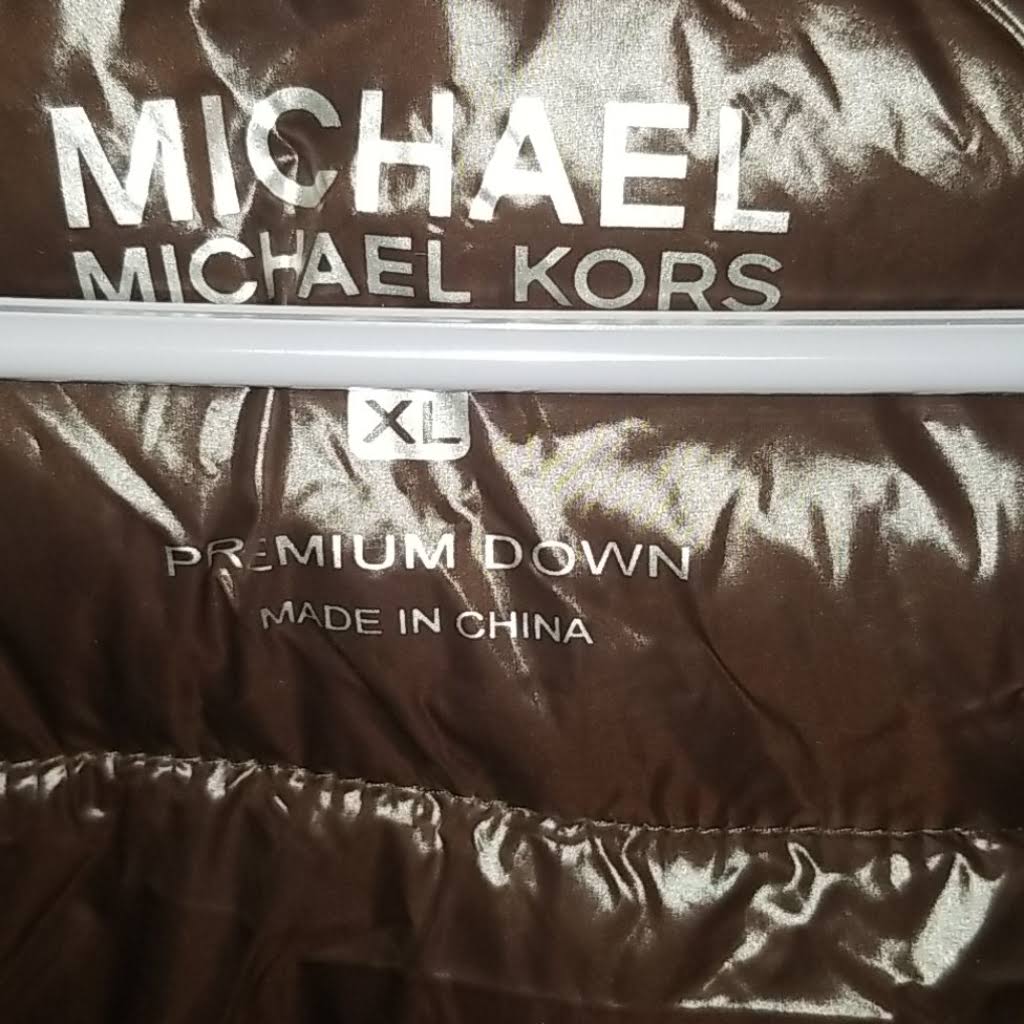 MICHAEL
MICHAEL KORS
XL
PREMIUM DOWN
MADE IN CHINA